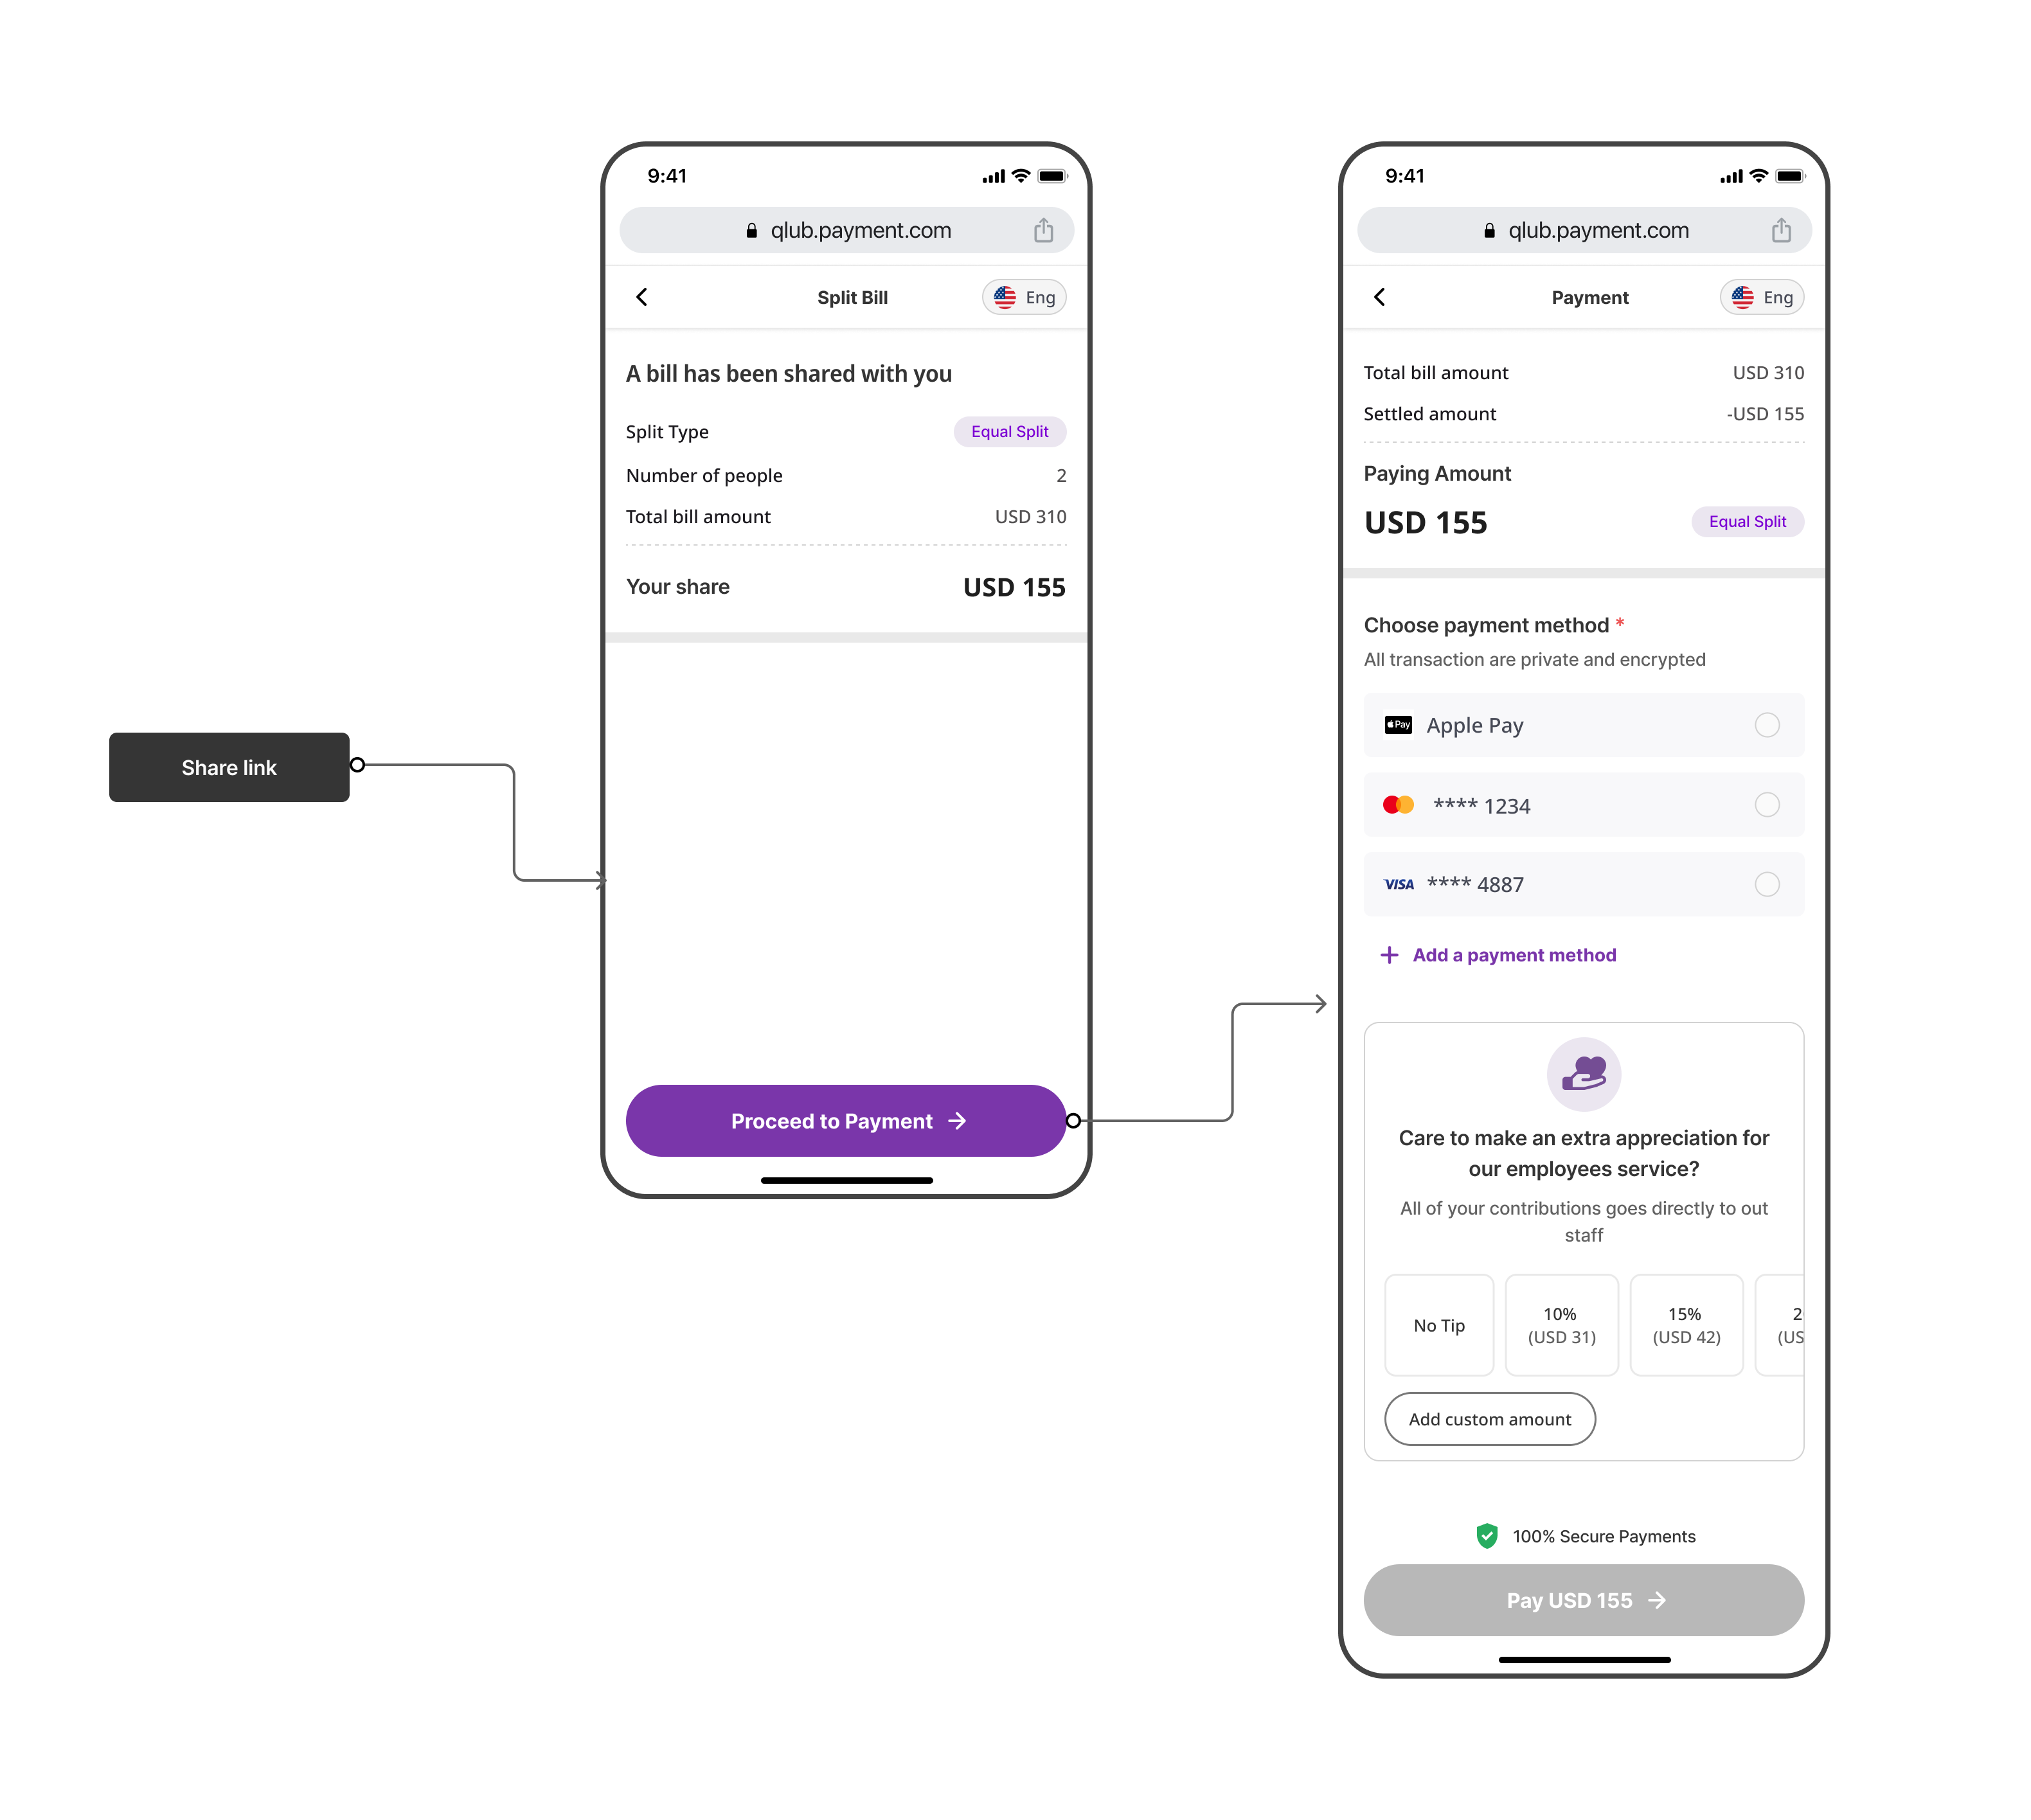 Share link
9:41
qlub.payment.com
Split Bill
Eng
A bill has been shared with you
Split Type
Equal Split
Number of people
2
Total bill amount
USD 310
Your share
USD 155
Proceed to Payment
9:41
qlub.payment.com
Payment
Eng
Total bill amount
USD 310
Settled amount
-USD 155
Paying Amount
USD 155
Equal Split
Choose payment method *
All transaction are private and encrypted
Pay
Apple Pay
**** 1234
VISA
**** 4887
+ Add a payment method
Care to make an extra appreciation for
our employees service?
All of your contributions goes directly to out
staff
No Tip
10%
(USD 31)
15%
(USD 42)
2
(US
Add custom amount
100% Secure Payments
Pay USD 155